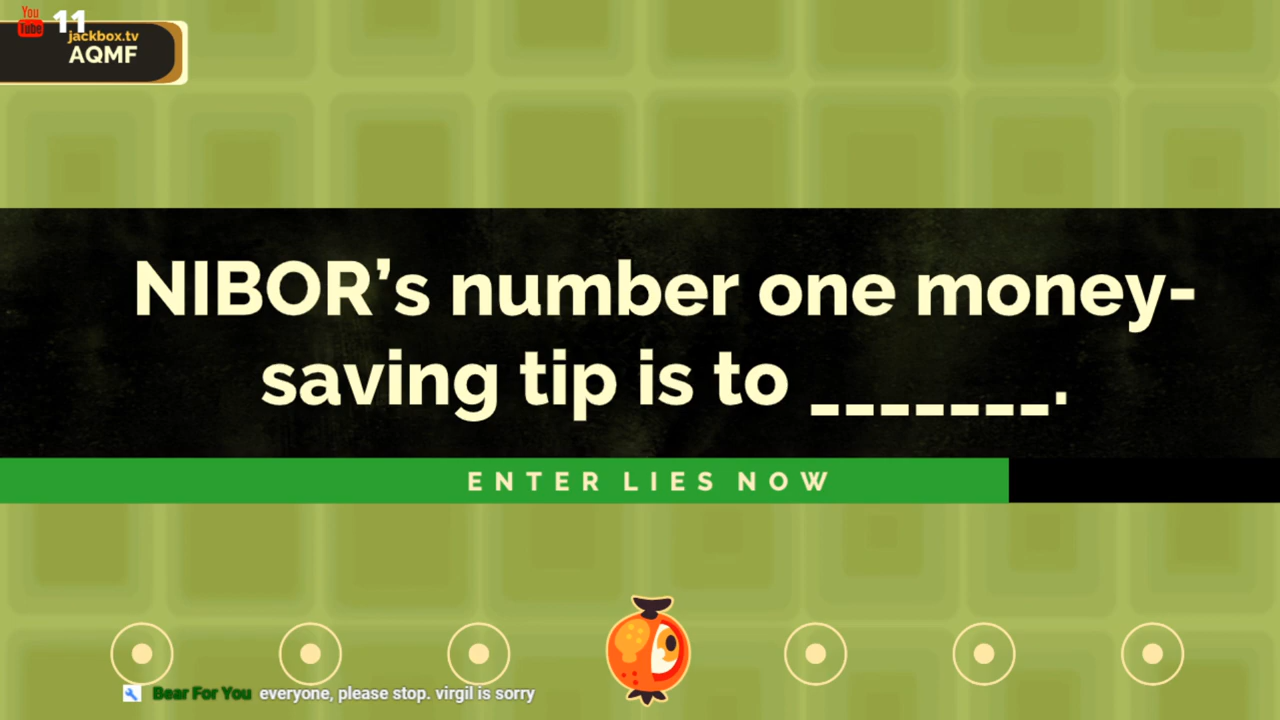 You
Tube
11
jackbox.tv
AQMF
NIBOR’s number one money-
saving tip is to _______.
ENTER LIES NOW
Bear For You everyone, please stop. virgil is sorry